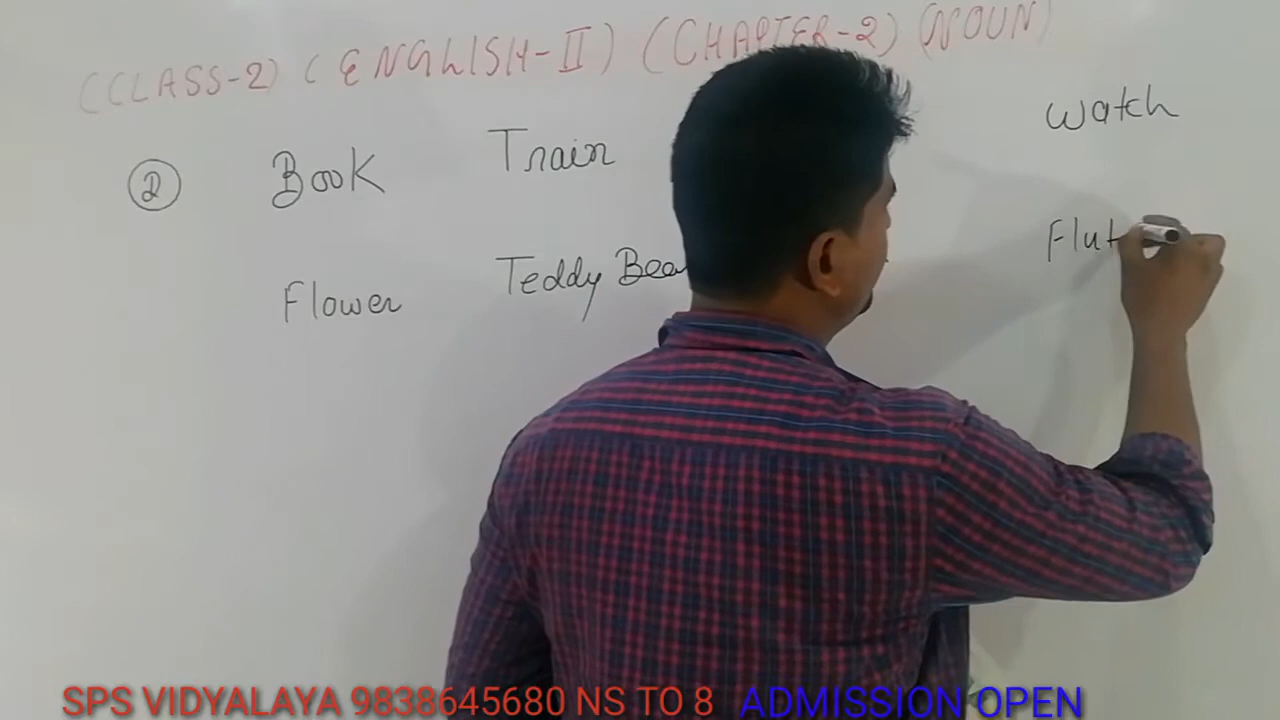 (CLASS-2) (ENGLISH-II) (CHAPTER-2) (NOUN)
② Book Train Watch
Flower Teddy Bear Flut
SPS VIDYALAYA 9838645680 NS TO 8 ADMISSION OPEN